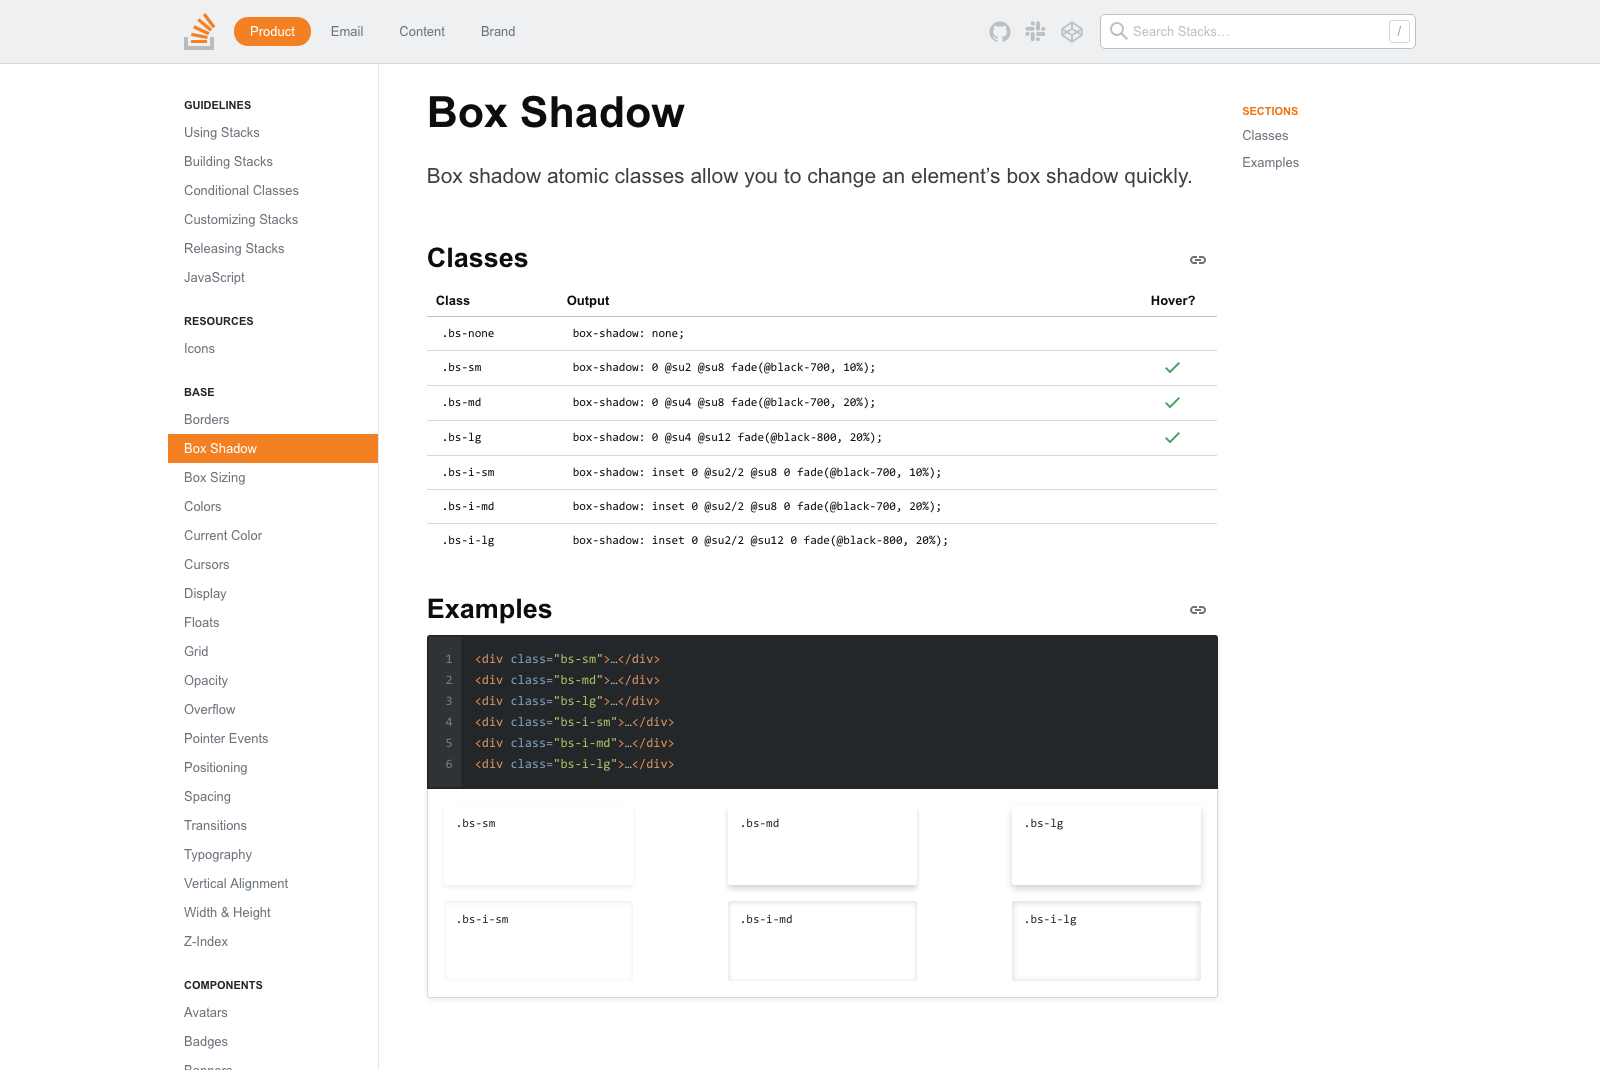 Product
Email
Content
Brand
Search Stacks…
/
GUIDELINES
Using Stacks
Building Stacks
Conditional Classes
Customizing Stacks
Releasing Stacks
JavaScript
RESOURCES
Icons
BASE
Borders
Box Shadow
Box Sizing
Colors
Current Color
Cursors
Display
Floats
Grid
Opacity
Overflow
Pointer Events
Positioning
Spacing
Transitions
Typography
Vertical Alignment
Width & Height
Z-Index
COMPONENTS
Avatars
Badges
Banners
Box Shadow
Box shadow atomic classes allow you to change an element’s box shadow quickly.
Classes
Class Output Hover?
.bs-none box-shadow: none;
.bs-sm box-shadow: 0 @su2 @su8 fade(@black-700, 10%);
.bs-md box-shadow: 0 @su4 @su8 fade(@black-700, 20%);
.bs-lg box-shadow: 0 @su4 @su12 fade(@black-800, 20%);
.bs-i-sm box-shadow: inset 0 @su2/2 @su8 0 fade(@black-700, 10%);
.bs-i-md box-shadow: inset 0 @su2/2 @su8 0 fade(@black-700, 20%);
.bs-i-lg box-shadow: inset 0 @su2/2 @su12 0 fade(@black-800, 20%);
Examples
1 <div class="bs-sm">…</div>
2 <div class="bs-md">…</div>
3 <div class="bs-lg">…</div>
4 <div class="bs-i-sm">…</div>
5 <div class="bs-i-md">…</div>
6 <div class="bs-i-lg">…</div>
.bs-sm .bs-md .bs-lg
.bs-i-sm .bs-i-md .bs-i-lg
SECTIONS
Classes
Examples